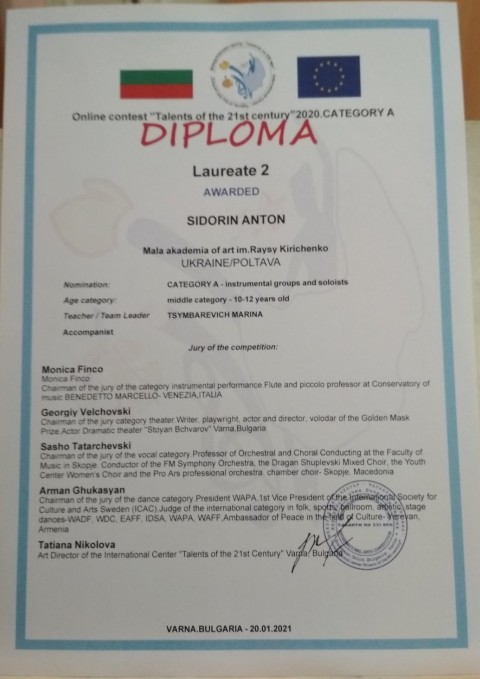 Online contest "Talents of the 21st century"2020.CATEGORY A
DIPLOMA
Laureate 2
AWARDED
SIDORIN ANTON
Mala akademia of art im.Raysy Kirichenko
UKRAINE/POLTAVA
Nomination: CATEGORY A - instrumental groups and soloists
Age category: middle category - 10-12 years old
Teacher / Team Leader TSYMBAREVICH MARINA
Accompanist
Jury of the competition:
Monica Finco
Monica Finco
Chairman of the jury of the category instrumental performance Flute and piccolo professor at Conservatory of
music BENEDETTO MARCELLO- VENEZIA,ITALIA
Georgiy Velchovski
Chairman of the jury category theater.Writer, playwright, actor and director, volodar of the Golden Mask
Prize.Actor Dramatic theater "Stoyan Bchvarov" Varna,Bulgaria
Sasho Tatarchevski
Chairman of the jury of the vocal category.Professor of Orchestral and Choral Conducting at the Faculty of
Music in Skopje. Conductor of the FM Symphony Orchestra, the Dragan Shuplevski Mixed Choir, the Youth
Center Women's Choir and the Pro Ars professional orchestra. chamber choir- Skopje, Macedonia
Arman Ghukasyan
Chairman of the jury of the dance category.President WAPA.1st Vice President of the International Society for
Culture and Arts Sweden (ICAC).Judge of the international category in folk, sports, ballroom, artistic, stage
dances-WADF, WDC, EAFF, IDSA, WAPA, WAFF.Ambassador of Peace in the field of Culture- Yerevan,
Armenia
Tatiana Nikolova
Art Director of the International Center "Talents of the 21st Century" Varna, Bulgaria
VARNA.BULGARIA - 20.01.2021